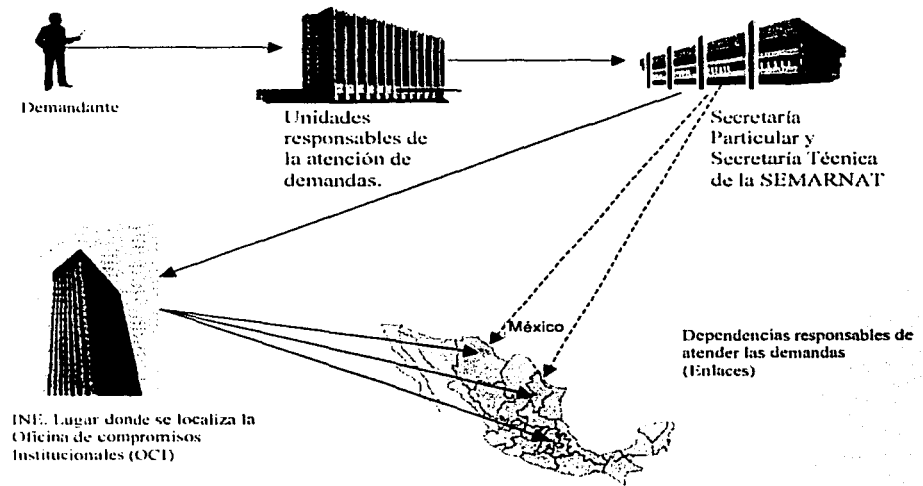 Demandante
Unidades
responsables de
la atención de
demandas.
Secretaría
Particular y
Secretaría Técnica
de la SEMARNAT
México
Dependencias responsables de
atender las demandas
(Enlaces)
INE. Lugar donde se localiza la
Oficina de compromisos
Institucionales (OCI)